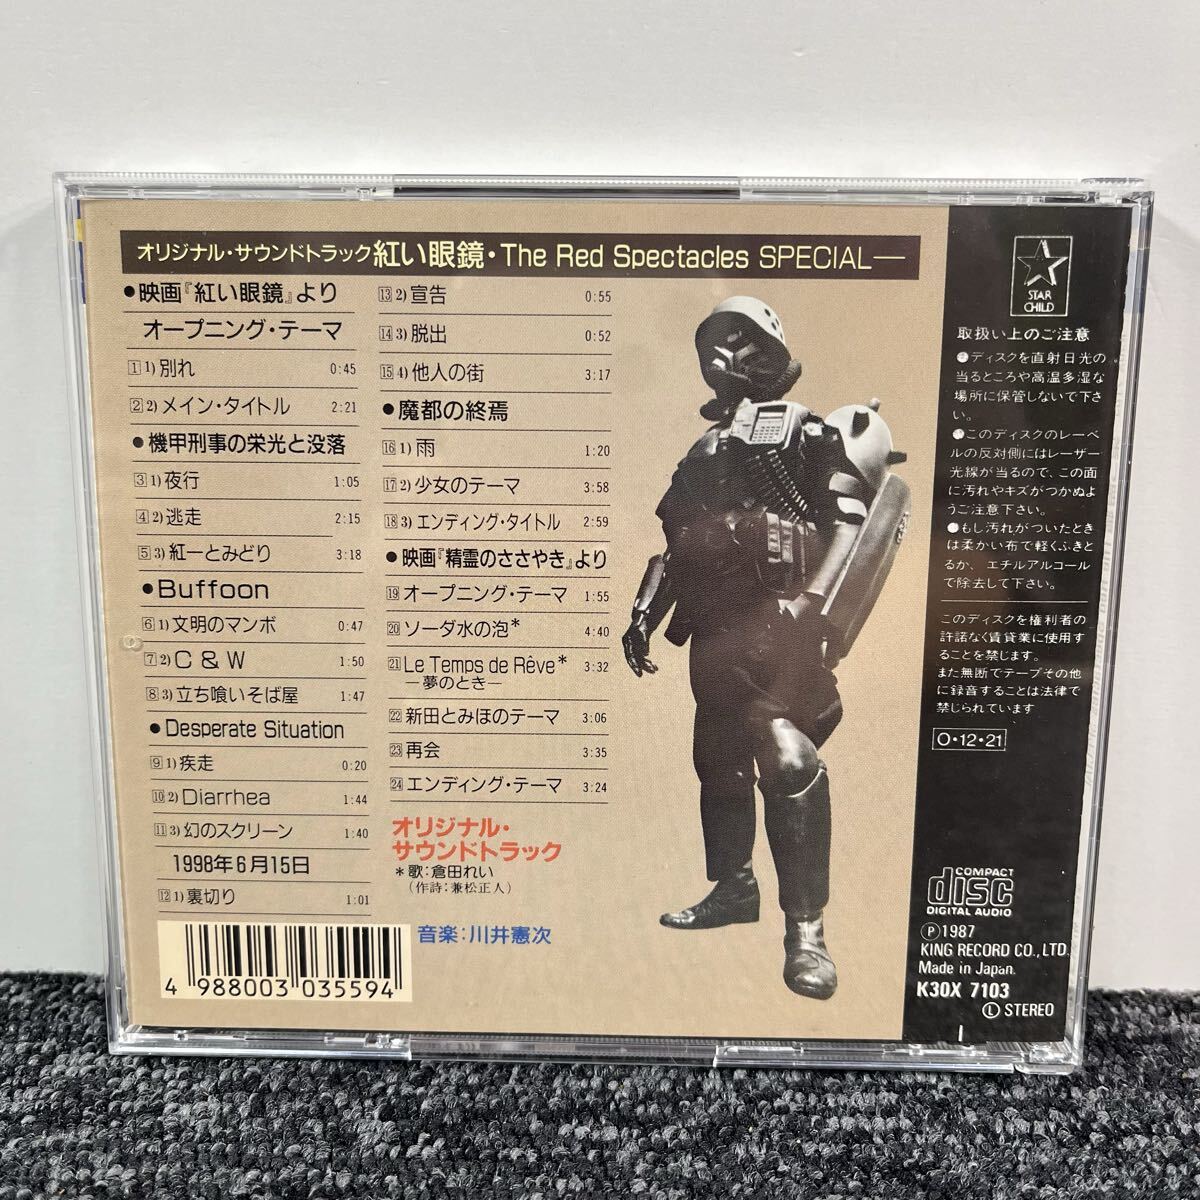 オリジナル・サウンドトラック紅い眼鏡・The Red Spectacles SPECIAL—
●映画『紅い眼鏡』より
オープニング・テーマ
1 1) 別れ 0:45
2 2) メイン・タイトル 2:21
●機甲刑事の栄光と没落
3 1) 夜行 1:05
4 2) 逃走 2:15
5 3) 紅一とみどり 3:18
●Buffoon
6 1) 文明のマンボ 0:47
7 2) C & W 1:50
8 3) 立ち喰いそば屋 1:47
●Desperate Situation
9 1) 疾走 0:20
10 2) Diarrhea 1:44
11 3) 幻のスクリーン 1:40
1998年6月15日
12 1) 裏切り 1:01
13 2) 宣告 0:55
14 3) 脱出 0:52
15 4) 他人の街 3:17
●魔都の終焉
16 1) 雨 1:20
17 2) 少女のテーマ 3:58
18 3) エンディング・タイトル 2:59
●映画『精霊のささやき』より
19 オープニング・テーマ 1:55
20 ソーダ水の泡* 4:40
21 Le Temps de Rêve* 3:32
—夢のとき—
22 新田とみほのテーマ 3:06
23 再会 3:35
24 エンディング・テーマ 3:24
オリジナル・
サウンドトラック
*歌：倉田れい
(作詩：兼松正人)
音楽：川井憲次
4 988003 035594
STAR
CHILD
取扱い上のご注意
●ディスクを直射日光の
当るところや高温多湿な
場所に保管しないで下さ
い。
●このディスクのレーベ
ルの反対側にはレーザー
光線が当るので、この面
に汚れやキズがつかぬよ
うご注意下さい。
●もし汚れがついたとき
は柔かい布で軽くふきと
るか、エチルアルコール
で除去して下さい。
このディスクを権利者の
許諾なく賃貸業に使用す
ることを禁じます。
また無断でテープその他
に録音することは法律で
禁じられています
O・12・21
COMPACT
disc
DIGITAL AUDIO
Ⓟ1987
KING RECORD CO., LTD.
Made in Japan.
K30X 7103
Ⓛ STEREO